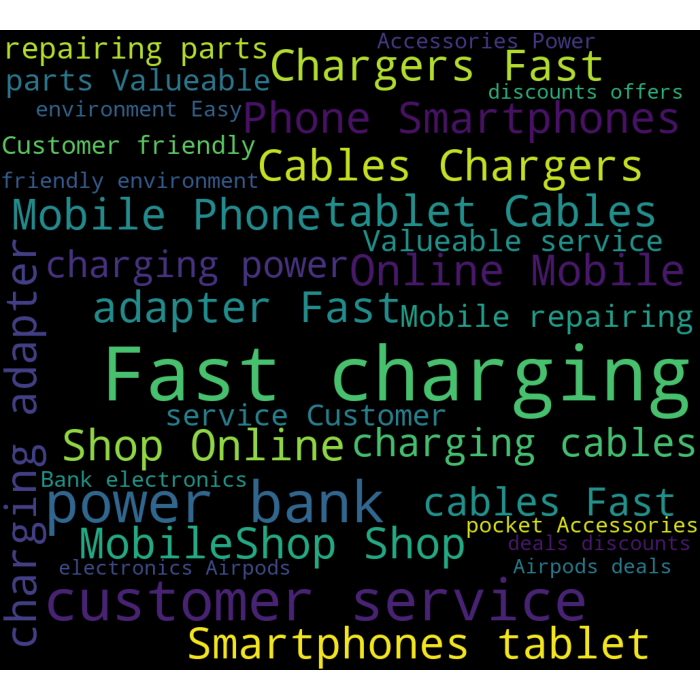 Accessories Power
repairing parts
Chargers Fast
parts Valueable
discounts offers
environment Easy
Phone Smartphones
Customer friendly
Cables Chargers
friendly environment
Mobile Phone
tablet Cables
Valueable service
charging power
Online Mobile
charging adapter
adapter Fast
Mobile repairing
Fast charging
service Customer
Shop Online
charging cables
Bank electronics
power bank
cables Fast
pocket Accessories
MobileShop Shop
deals discounts
electronics Airpods
Airpods deals
customer service
Smartphones tablet